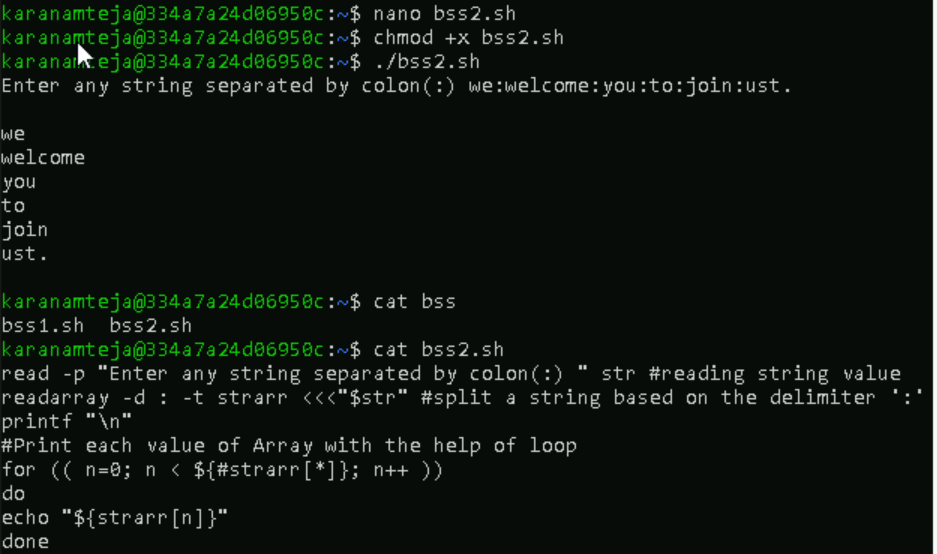 karanamteja@334a7a24d06950c:~$ nano bss2.sh
karanamteja@334a7a24d06950c:~$ chmod +x bss2.sh
karanamteja@334a7a24d06950c:~$ ./bss2.sh
Enter any string separated by colon(:) we:welcome:you:to:join:ust.
we
welcome
you
to
join
ust.
karanamteja@334a7a24d06950c:~$ cat bss
bss1.sh  bss2.sh
karanamteja@334a7a24d06950c:~$ cat bss2.sh
read -p "Enter any string separated by colon(:) " str #reading string value
readarray -d : -t strarr <<<"$str" #split a string based on the delimiter ':'
printf "\n"
#Print each value of Array with the help of loop
for (( n=0; n < ${#strarr[*]}; n++ ))
do
echo "${strarr[n]}"
done